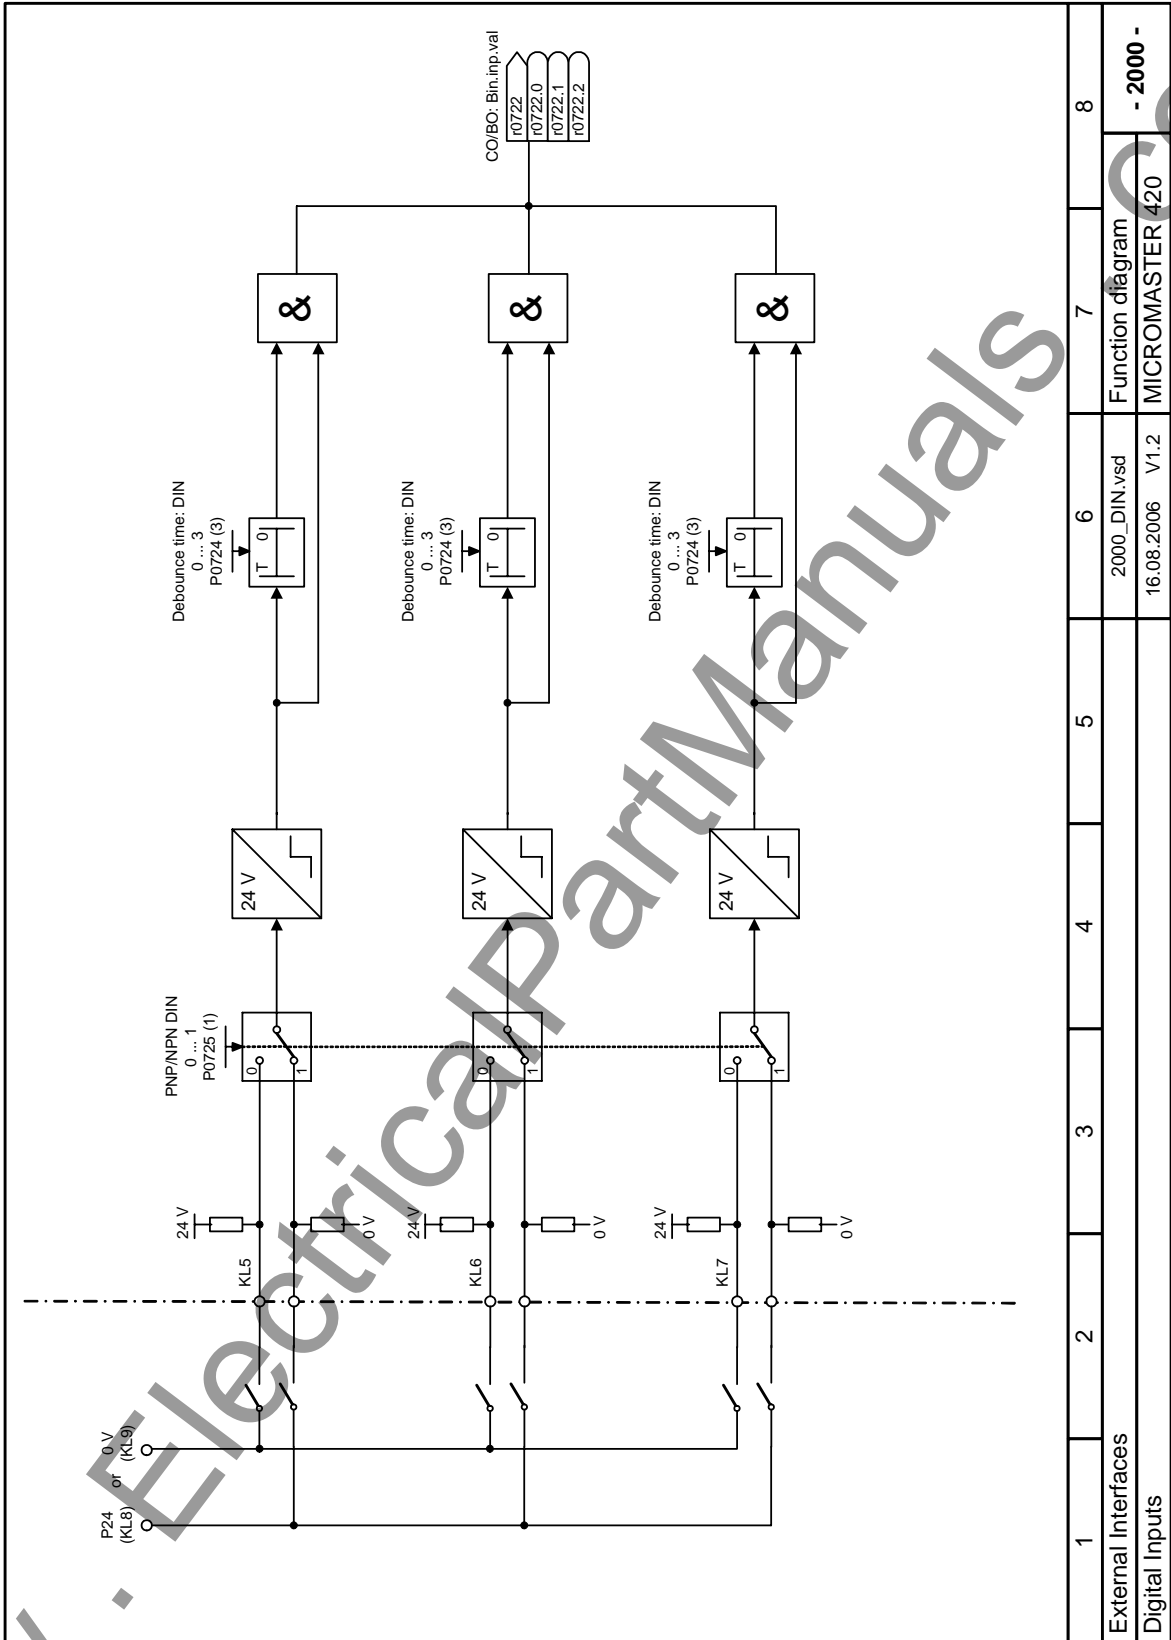 P24
(KL8)
or
0 V
(KL9)
PNP/NPN DIN
0 ... 1
P0725 (1)
24 V
KL5
0 V
0
1
24 V
Debounce time: DIN
0 ... 3
P0724 (3)
T 0
&
24 V
KL6
0 V
0
1
24 V
Debounce time: DIN
0 ... 3
P0724 (3)
T 0
&
CO/BO: Bin.inp.val
r0722
r0722.0
r0722.1
r0722.2
24 V
KL7
0 V
0
1
24 V
Debounce time: DIN
0 ... 3
P0724 (3)
T 0
&
1 2 3 4 5 6 7 8
External Interfaces
2000_DIN.vsd
Function diagram
- 2000 -
Digital Inputs
16.08.2006 V1.2
MICROMASTER 420
. ElectricalPartManuals . c